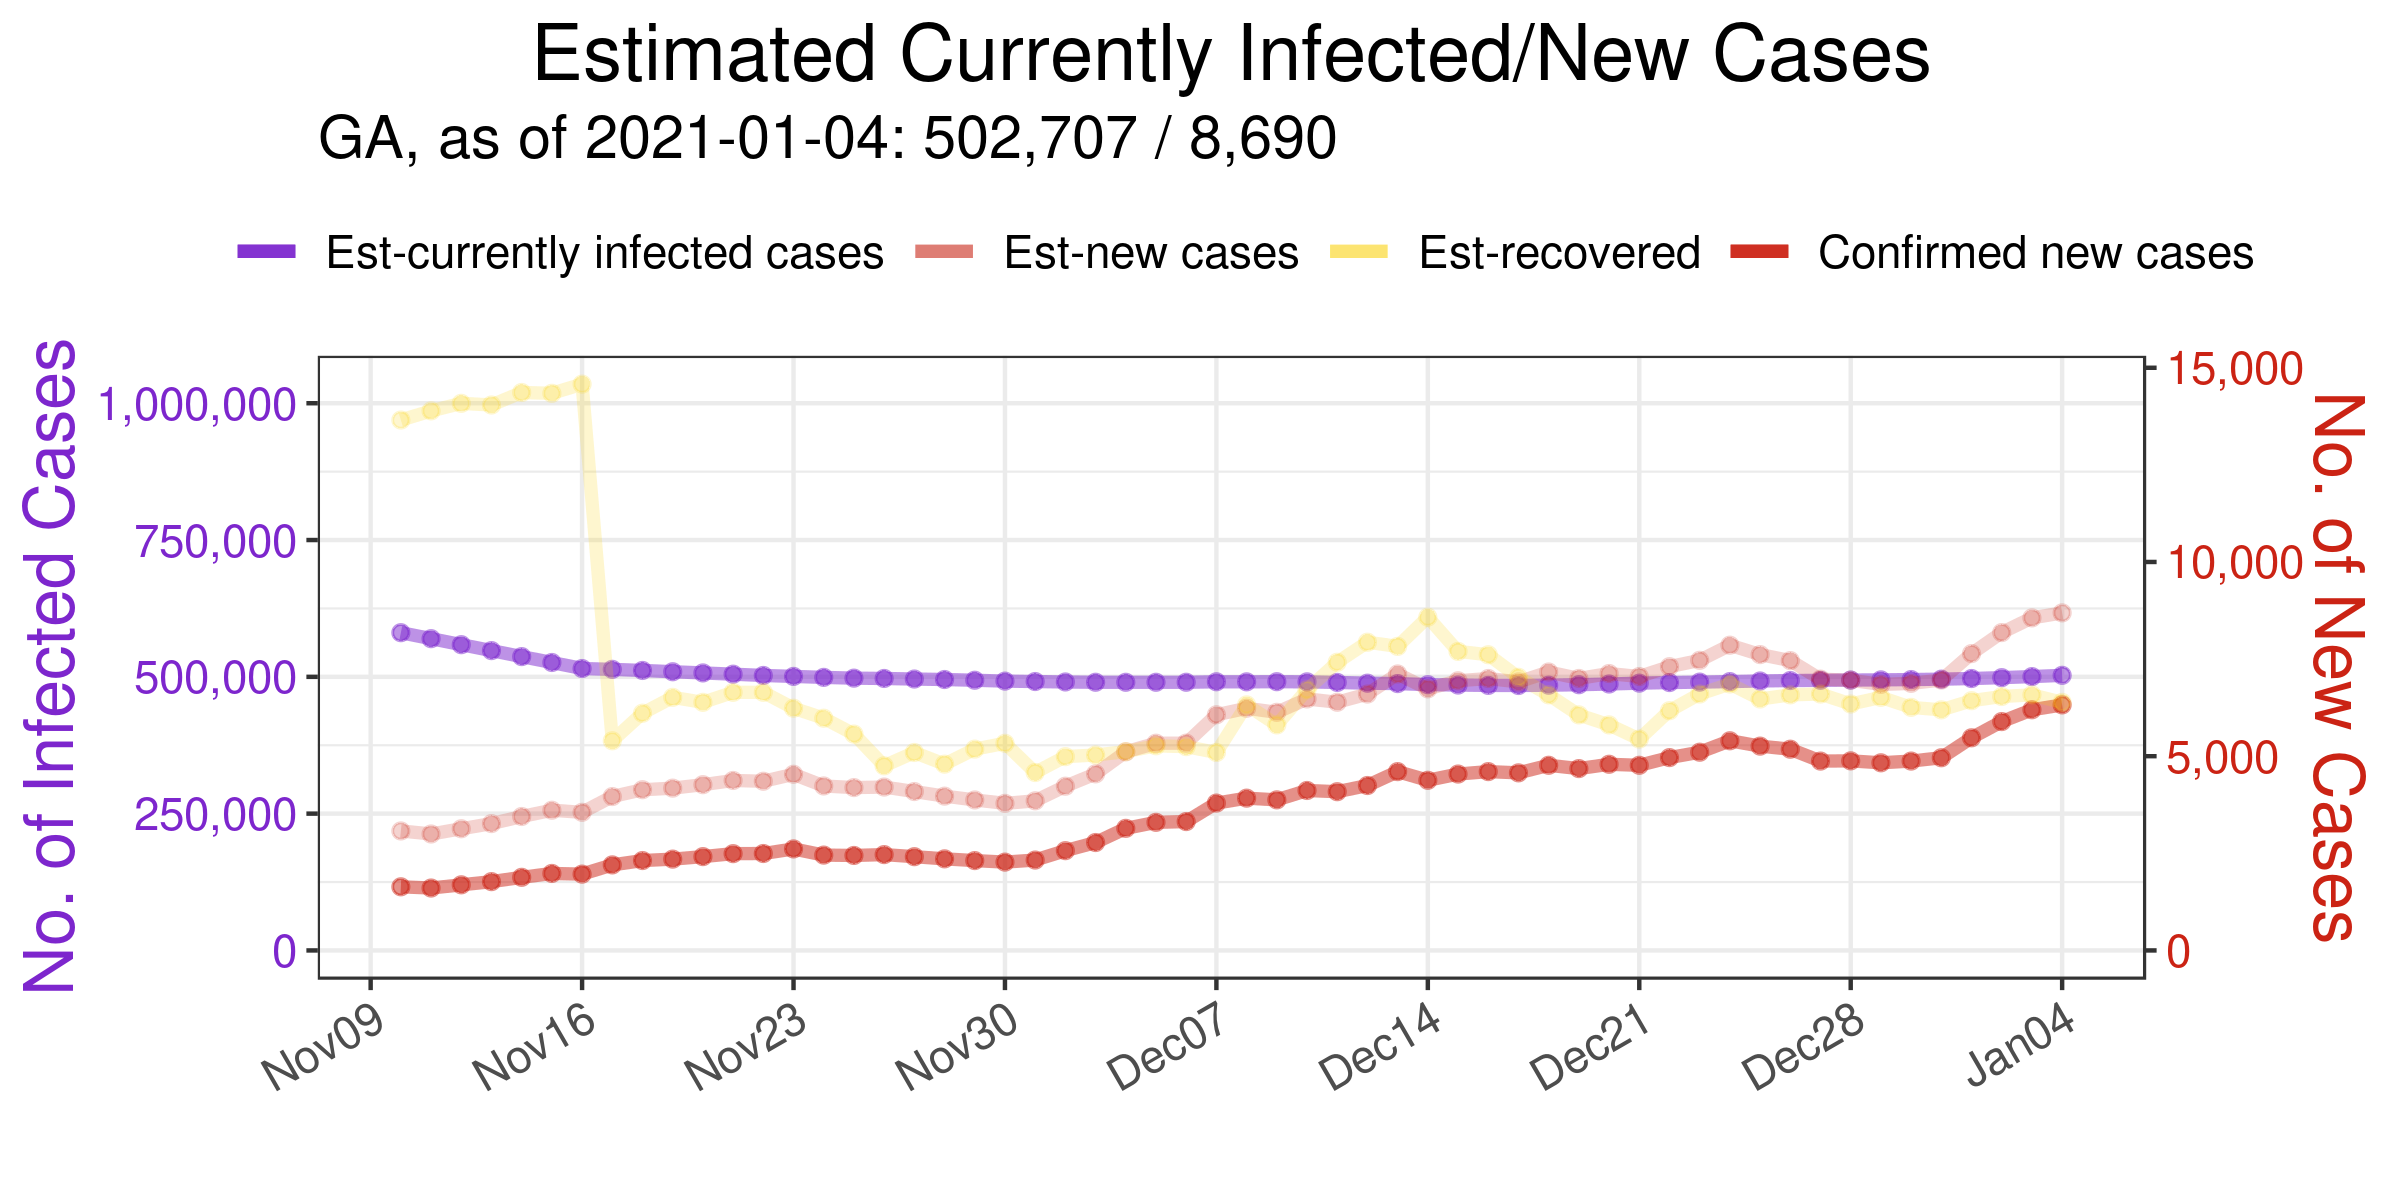 Estimated Currently Infected/New Cases
GA, as of 2021-01-04: 502,707 / 8,690
Est-currently infected cases Est-new cases Est-recovered Confirmed new cases
No. of Infected Cases
1,000,000
750,000
500,000
250,000
0
15,000
10,000
5,000
0
No. of New Cases
Nov09 Nov16 Nov23 Nov30 Dec07 Dec14 Dec21 Dec28 Jan04